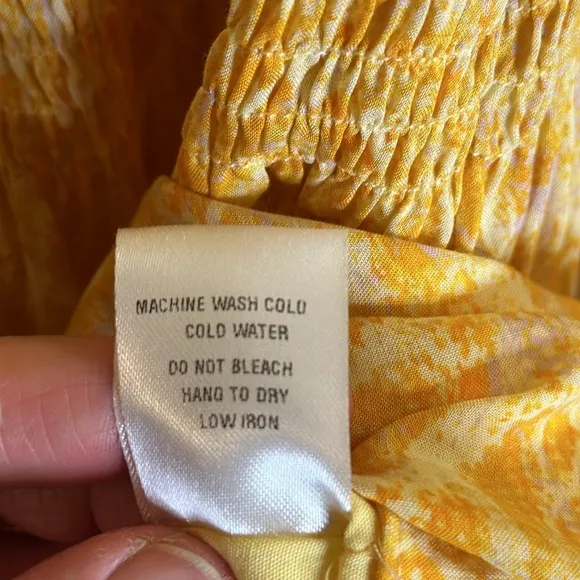 MACHINE WASH COLD
COLD WATER
DO NOT BLEACH
HANG TO DRY
LOW IRON